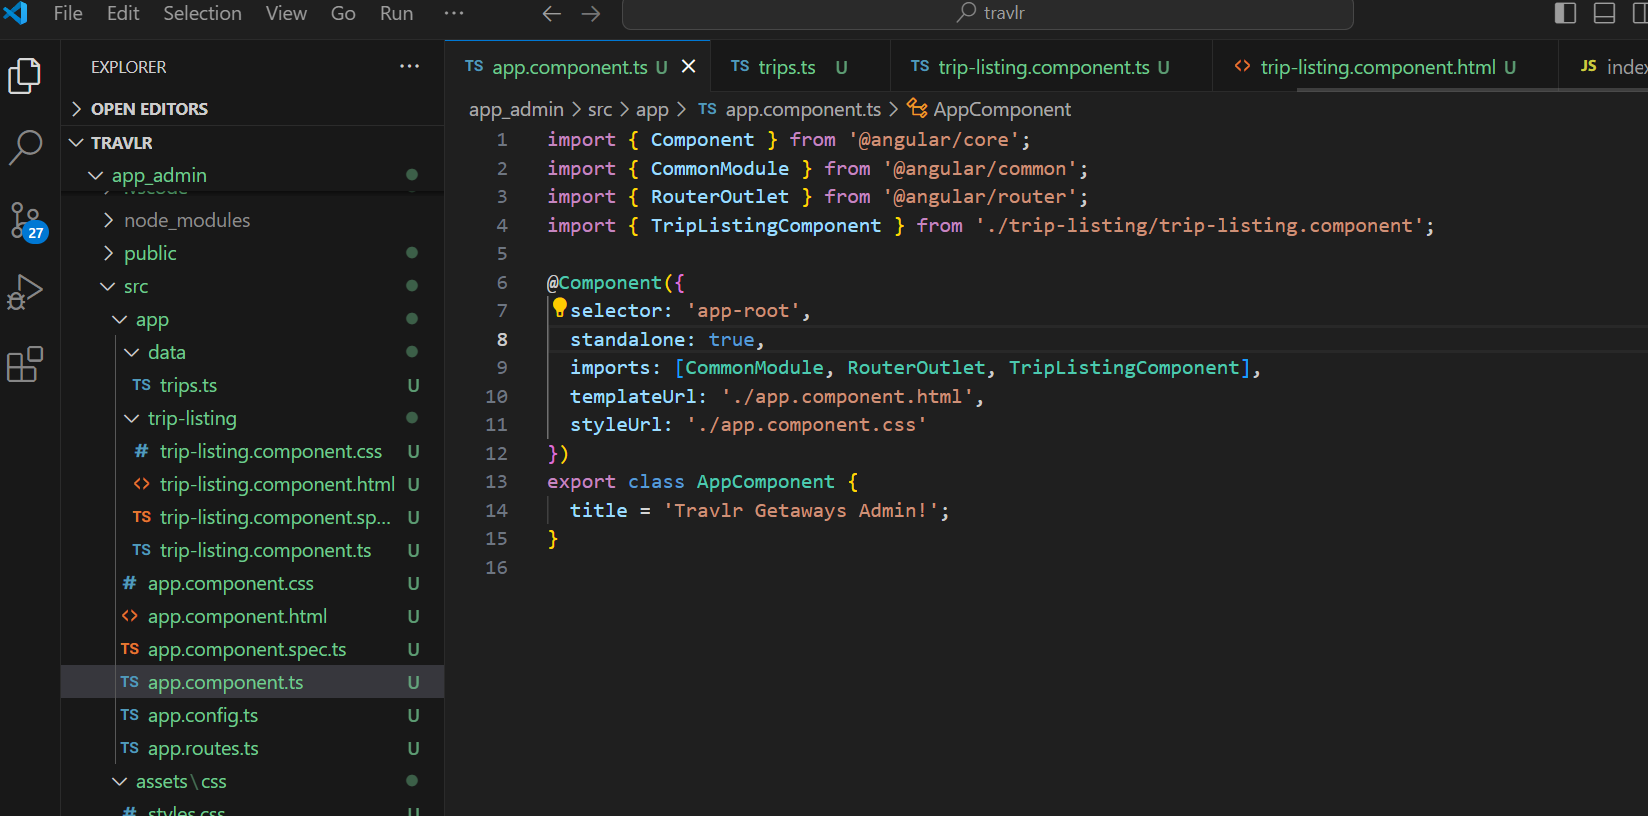 File Edit Selection View Go Run ···
travlr
EXPLORER ···
OPEN EDITORS
TRAVLR
app_admin
node_modules
public
src
app
data
TS trips.ts U
trip-listing
# trip-listing.component.css U
<> trip-listing.component.html U
TS trip-listing.component.sp... U
TS trip-listing.component.ts U
# app.component.css U
<> app.component.html U
TS app.component.spec.ts U
TS app.component.ts U
TS app.config.ts U
TS app.routes.ts U
assets\css
# styles.css U
27
TS app.component.ts U TS trips.ts U TS trip-listing.component.ts U <> trip-listing.component.html U JS index
app_admin > src > app > TS app.component.ts > AppComponent
1 import { Component } from '@angular/core';
2 import { CommonModule } from '@angular/common';
3 import { RouterOutlet } from '@angular/router';
4 import { TripListingComponent } from './trip-listing/trip-listing.component';
5
6 @Component({
7 selector: 'app-root',
8 standalone: true,
9 imports: [CommonModule, RouterOutlet, TripListingComponent],
10 templateUrl: './app.component.html',
11 styleUrl: './app.component.css'
12 })
13 export class AppComponent {
14 title = 'Travlr Getaways Admin!';
15 }
16